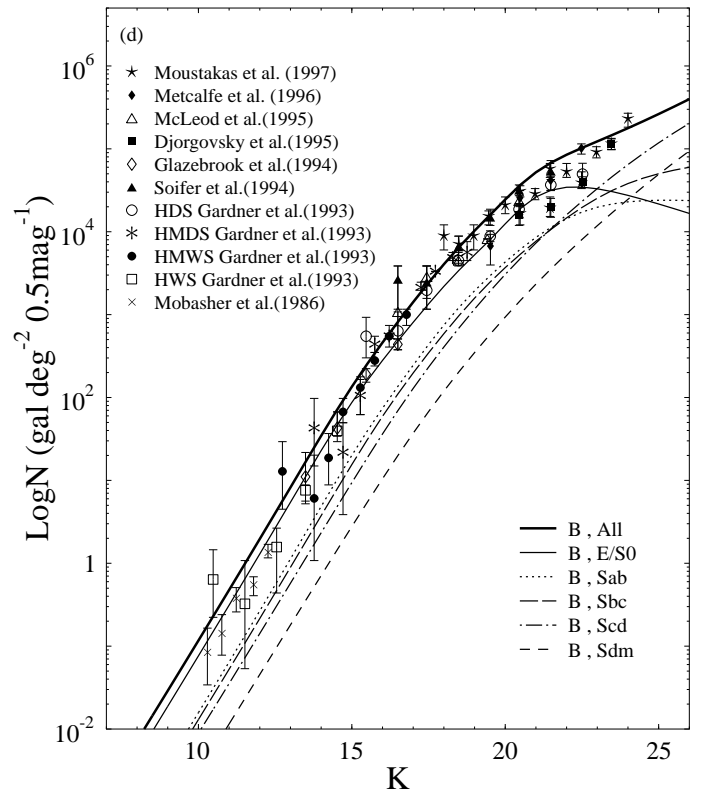 (d)
10^6
10^4
10^2
1
10^-2
LogN (gal deg^-2 0.5mag^-1)
Moustakas et al.(1997)
Metcalfe et al. (1996)
McLeod et al.(1995)
Djorgovsky et al.(1995)
Glazebrook et al.(1994)
Soifer et al.(1994)
HDS Gardner et al.(1993)
HMDS Gardner et al.(1993)
HMWS Gardner et al.(1993)
HWS Gardner et al.(1993)
Mobasher et al.(1986)
B , All
B , E/S0
B , Sab
B , Sbc
B , Scd
B , Sdm
10 15 20 25
K